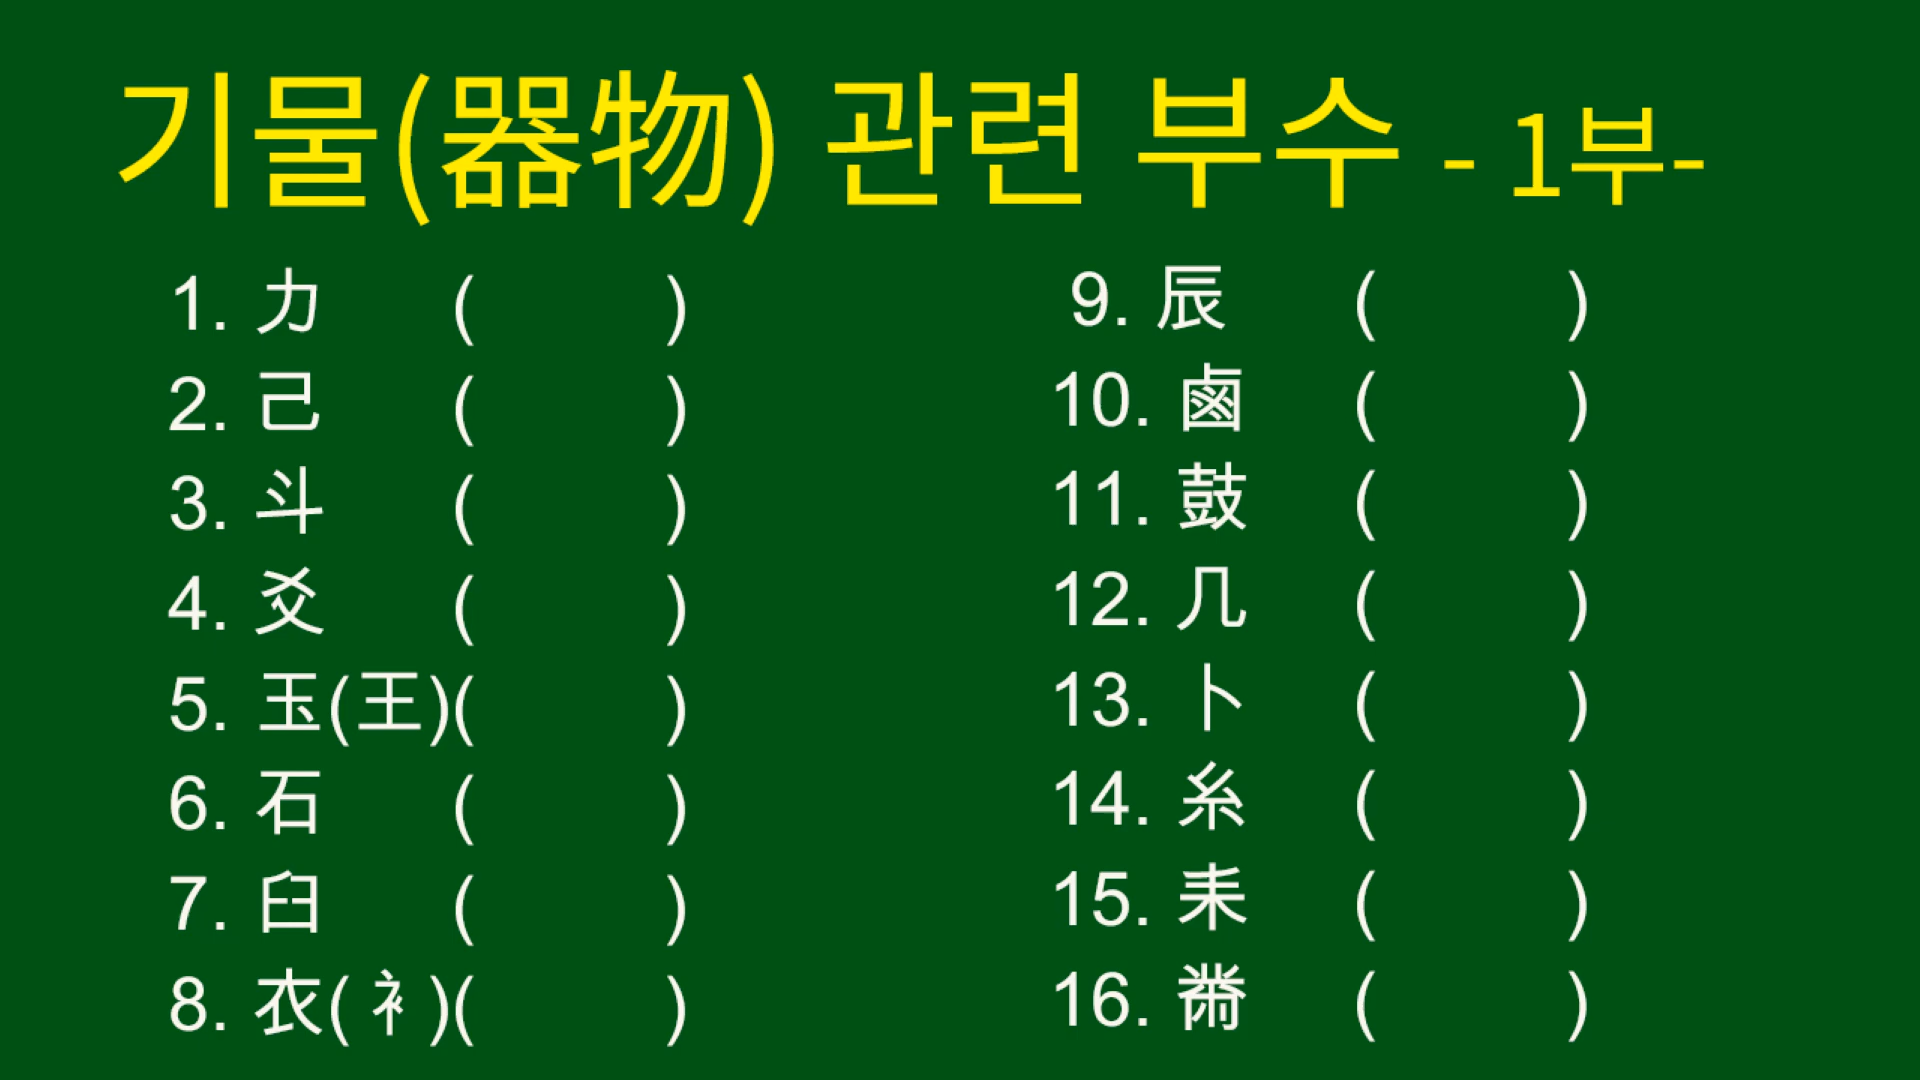 기물(器物) 관련 부수 - 1부-
1. 力 ( )
2. 己 ( )
3. 斗 ( )
4. 爻 ( )
5. 玉(王)( )
6. 石 ( )
7. 臼 ( )
8. 衣(衤)( )
9. 辰 ( )
10. 鹵 ( )
11. 鼓 ( )
12. 几 ( )
13. 卜 ( )
14. 糸 ( )
15. 耒 ( )
16. 黹 ( )